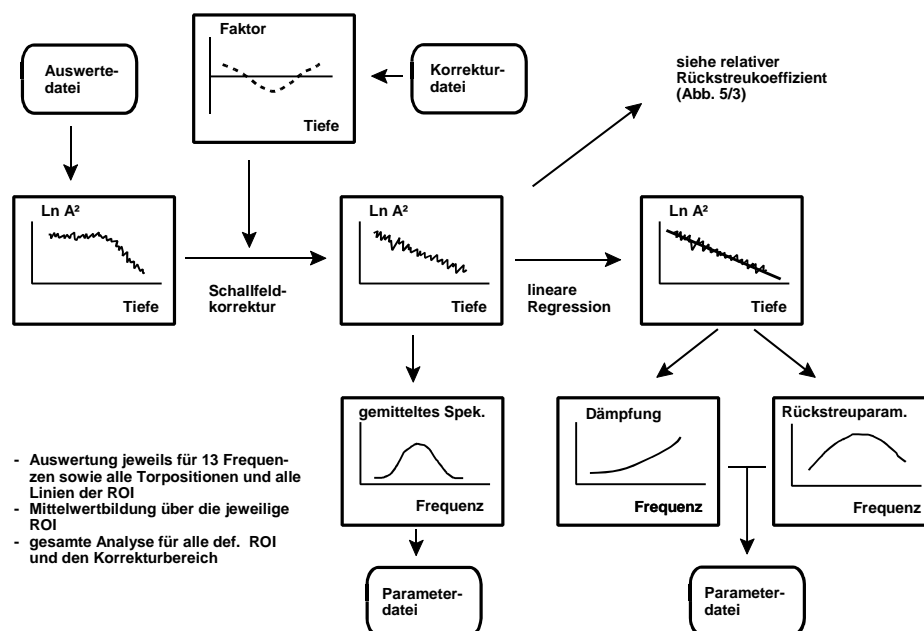 Auswerte-
datei
Faktor
Tiefe
Korrektur-
datei
siehe relativer
Rückstreukoeffizient
(Abb. 5/3)
Ln A²
Tiefe
Schallfeld-
korrektur
Ln A²
Tiefe
lineare
Regression
Ln A²
Tiefe
gemitteltes Spek.
Frequenz
Dämpfung
Frequenz
Rückstreuparam.
Frequenz
- Auswertung jeweils für 13 Frequen-
zen sowie alle Torpositionen und alle
Linien der ROI
- Mittelwertbildung über die jeweilige
ROI
- gesamte Analyse für alle def. ROI
und den Korrekturbereich
Parameter-
datei
Parameter-
datei